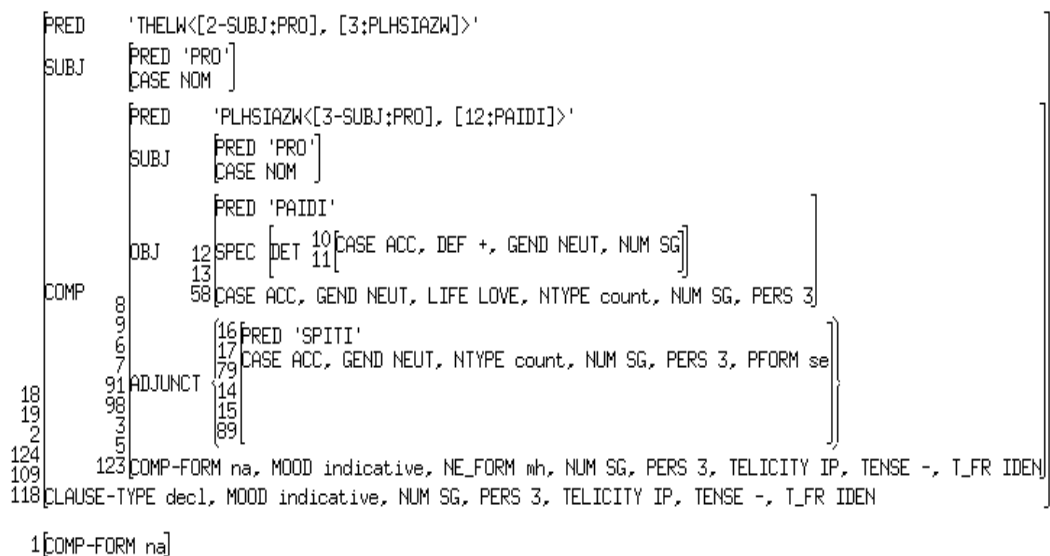 PRED 'THELW<[2-SUBJ:PRO], [3:PLHSIAZW]>'
PRED 'PRO'
SUBJ
CASE NOM
PRED 'PLHSIAZW<[3-SUBJ:PRO], [12:PAIDI]>'
PRED 'PRO'
SUBJ
CASE NOM
PRED 'PAIDI'
OBJ 12 SPEC DET 10 CASE ACC, DEF +, GEND NEUT, NUM SG
11
13
COMP 58 CASE ACC, GEND NEUT, LIFE LOVE, NTYPE count, NUM SG, PERS 3
8
9 16 PRED 'SPITI'
6 17 CASE ACC, GEND NEUT, NTYPE count, NUM SG, PERS 3, PFORM se
7 79
91 ADJUNCT 14
18 98 15
19 3 89
2 5
124 123 COMP-FORM na, MOOD indicative, NE_FORM mh, NUM SG, PERS 3, TELICITY IP, TENSE -, T_FR IDEN
109
118 CLAUSE-TYPE decl, MOOD indicative, NUM SG, PERS 3, TELICITY IP, TENSE -, T_FR IDEN
1 COMP-FORM na